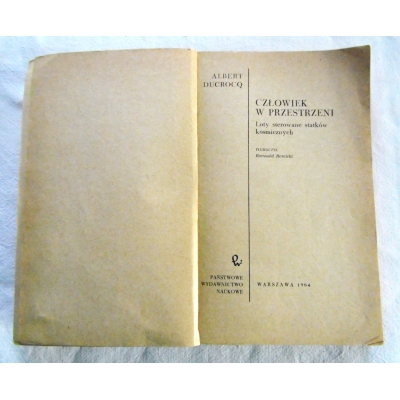 ALBERT
DUCROCQ
CZŁOWIEK
W PRZESTRZENI
Loty sterowane statków
kosmicznych
PAŃSTWOWE
WYDAWNICTWO
NAUKOWE
WARSZAWA 1964